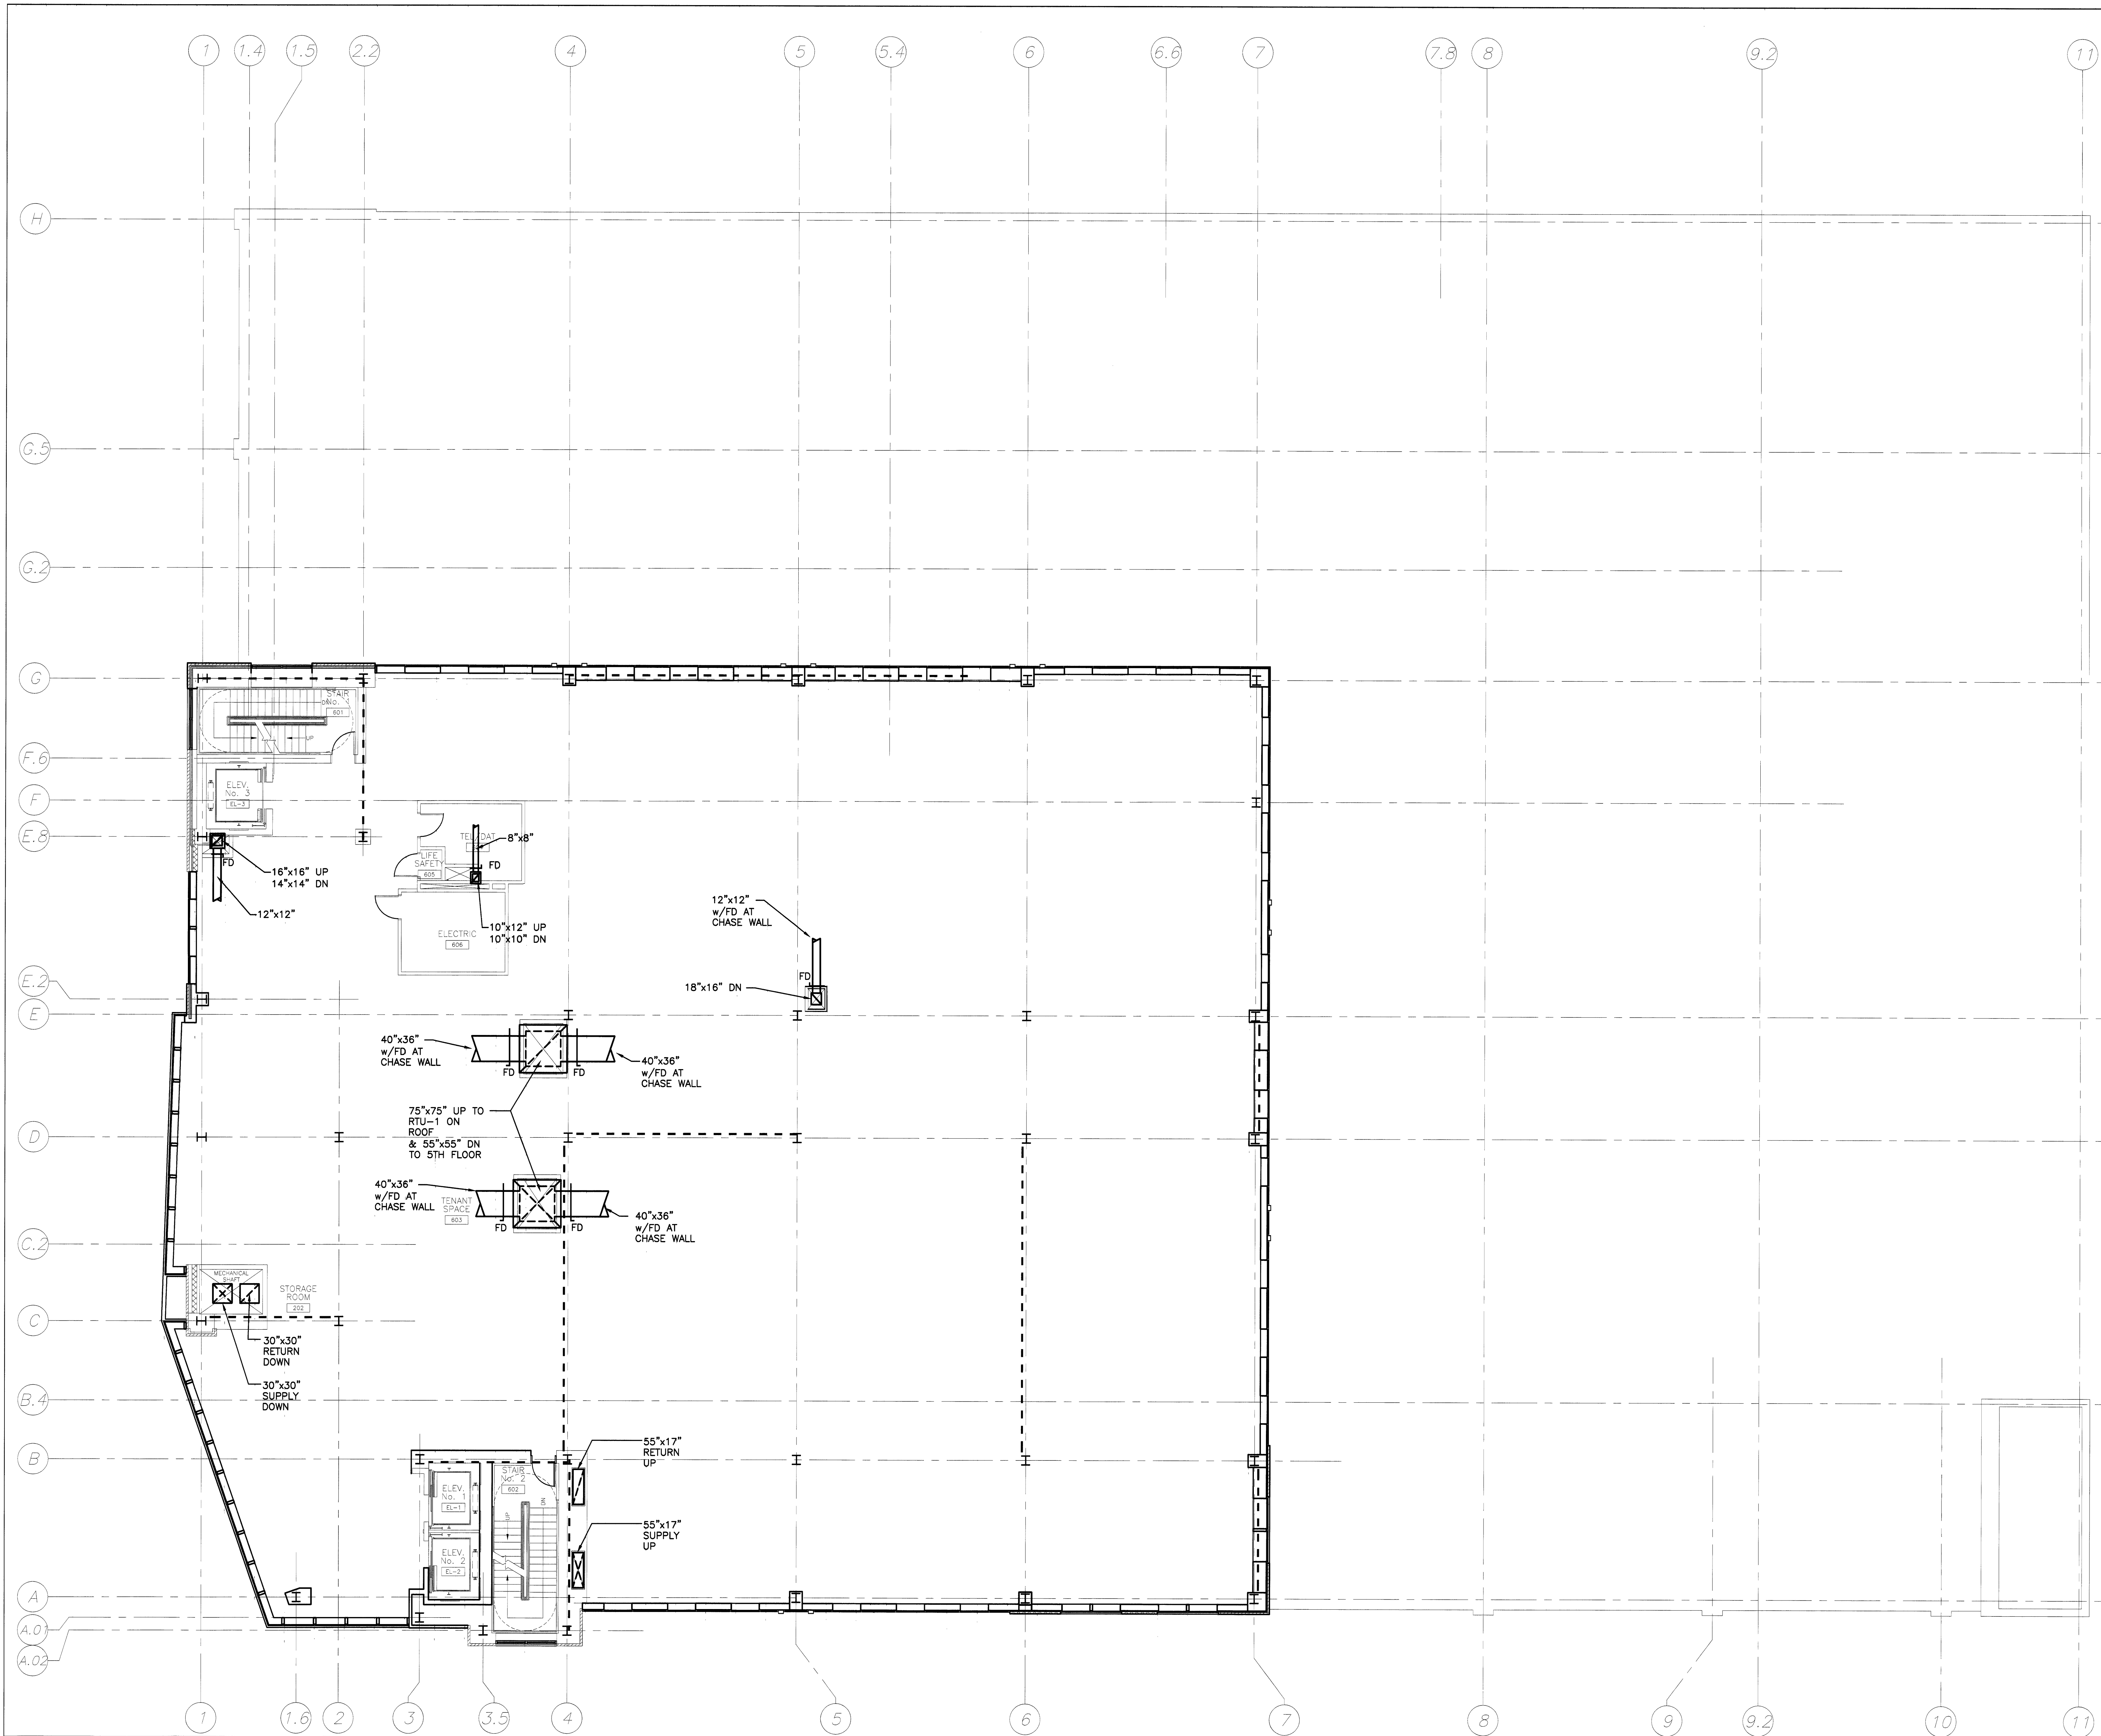 1
1.4
1.5
2.2
4
5
5.4
6
6.6
7
7.8
8
9.2
11
H
G.5
G.2
G
F.6
F
E.8
E.2
E
D
C.2
C
B.4
B
A
A.01
A.02
STAIR
No.
601
DN
UP
ELEV.
No. 3
EL-3
FD
16"x16" UP
14"x14" DN
12"x12"
TEL/DAT
8"x8"
LIFE
SAFETY
605
FD
10"x12" UP
10"x10" DN
ELECTRIC
606
12"x12"
w/FD AT
CHASE WALL
FD
18"x16" DN
40"x36"
w/FD AT
CHASE WALL
FD
FD
40"x36"
w/FD AT
CHASE WALL
75"x75" UP TO
RTU-1 ON
ROOF
& 55"x55" DN
TO 5TH FLOOR
40"x36"
w/FD AT
CHASE WALL
TENANT
SPACE
603
FD
FD
40"x36"
w/FD AT
CHASE WALL
MECHANICAL
SHAFT
STORAGE
ROOM
202
30"x30"
RETURN
DOWN
30"x30"
SUPPLY
DOWN
55"x17"
RETURN
UP
STAIR
No. 2
602
ELEV.
No. 1
EL-1
DN
UP
ELEV.
No. 2
EL-2
55"x17"
SUPPLY
UP
1
1.6
2
3
3.5
4
5
6
7
8
9
9.2
10
11